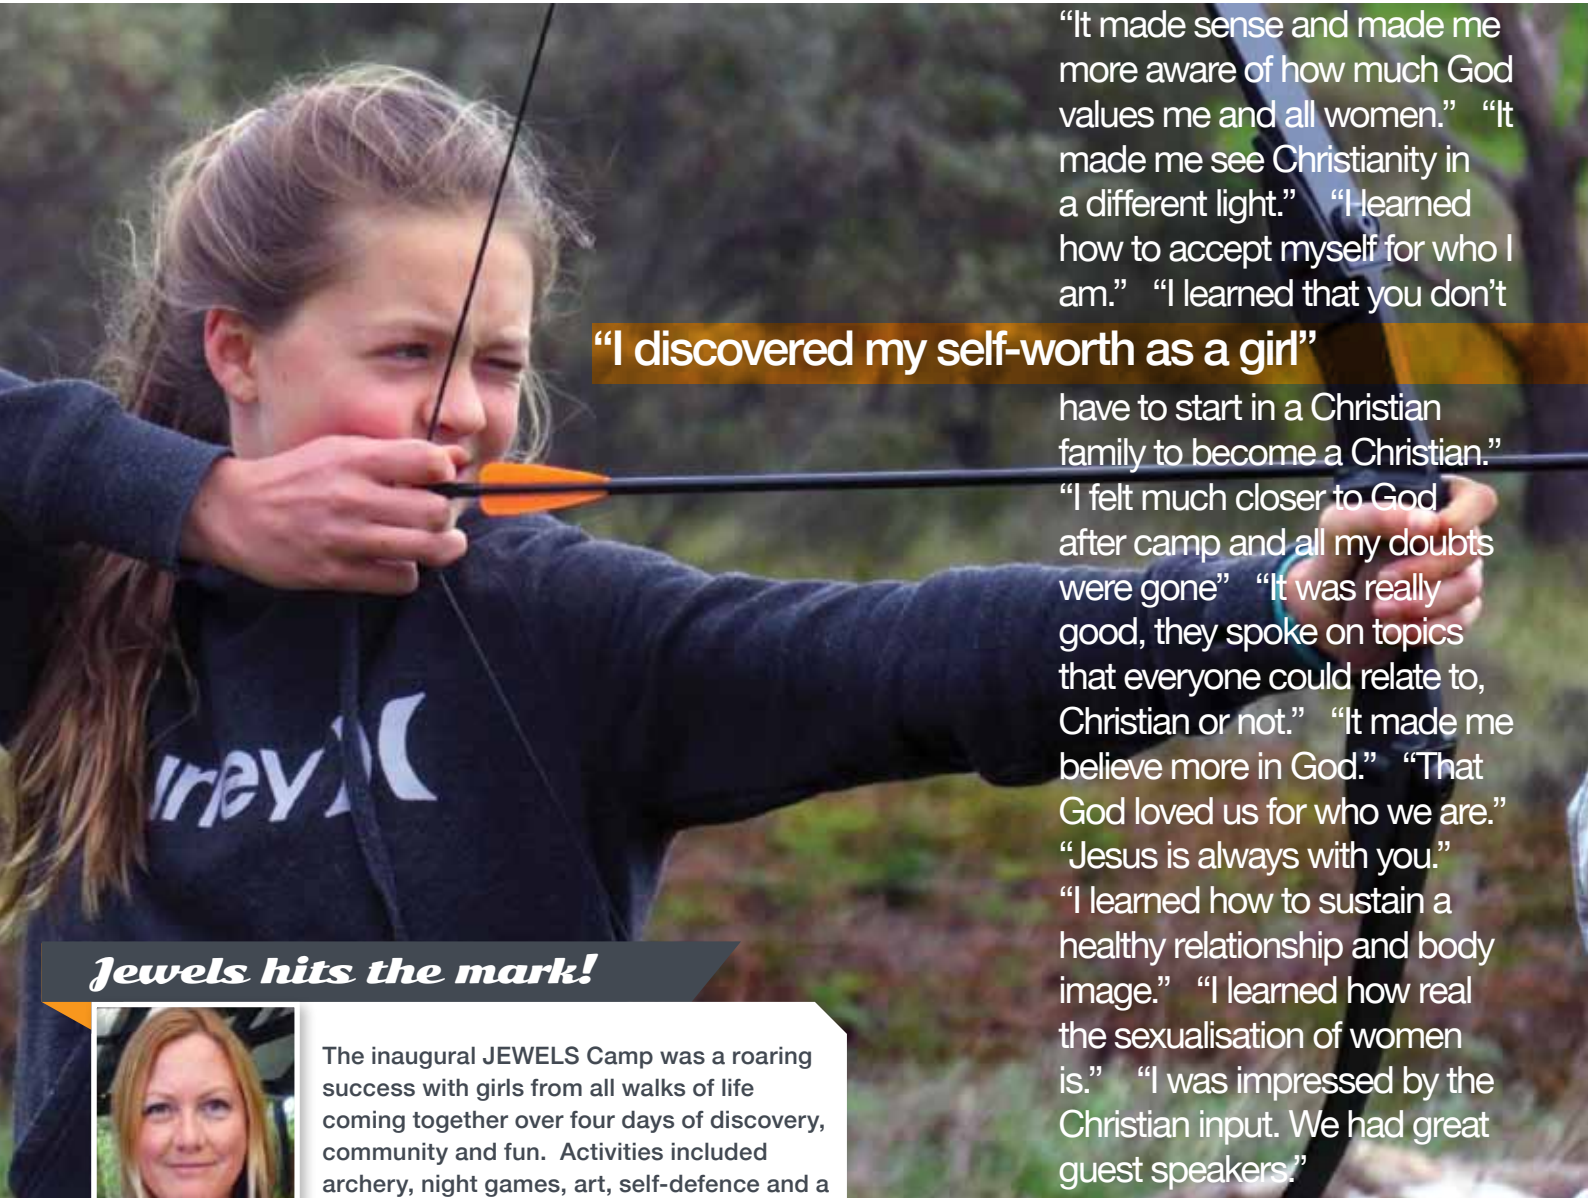 “It made sense and made me
more aware of how much God
values me and all women.” “It
made me see Christianity in
a different light.” “I learned
how to accept myself for who I
am.” “I learned that you don’t
“I discovered my self-worth as a girl”
have to start in a Christian
family to become a Christian.”
“I felt much closer to God
after camp and all my doubts
were gone” “It was really
good, they spoke on topics
that everyone could relate to,
Christian or not.” “It made me
believe more in God.” “That
God loved us for who we are.”
“Jesus is always with you.”
“I learned how to sustain a
healthy relationship and body
image.” “I learned how real
the sexualisation of women
is.” “I was impressed by the
Christian input. We had great
guest speakers.”
urley
Jewels hits the mark!
The inaugural JEWELS Camp was a roaring
success with girls from all walks of life
coming together over four days of discovery,
community and fun. Activities included
archery, night games, art, self-defence and a